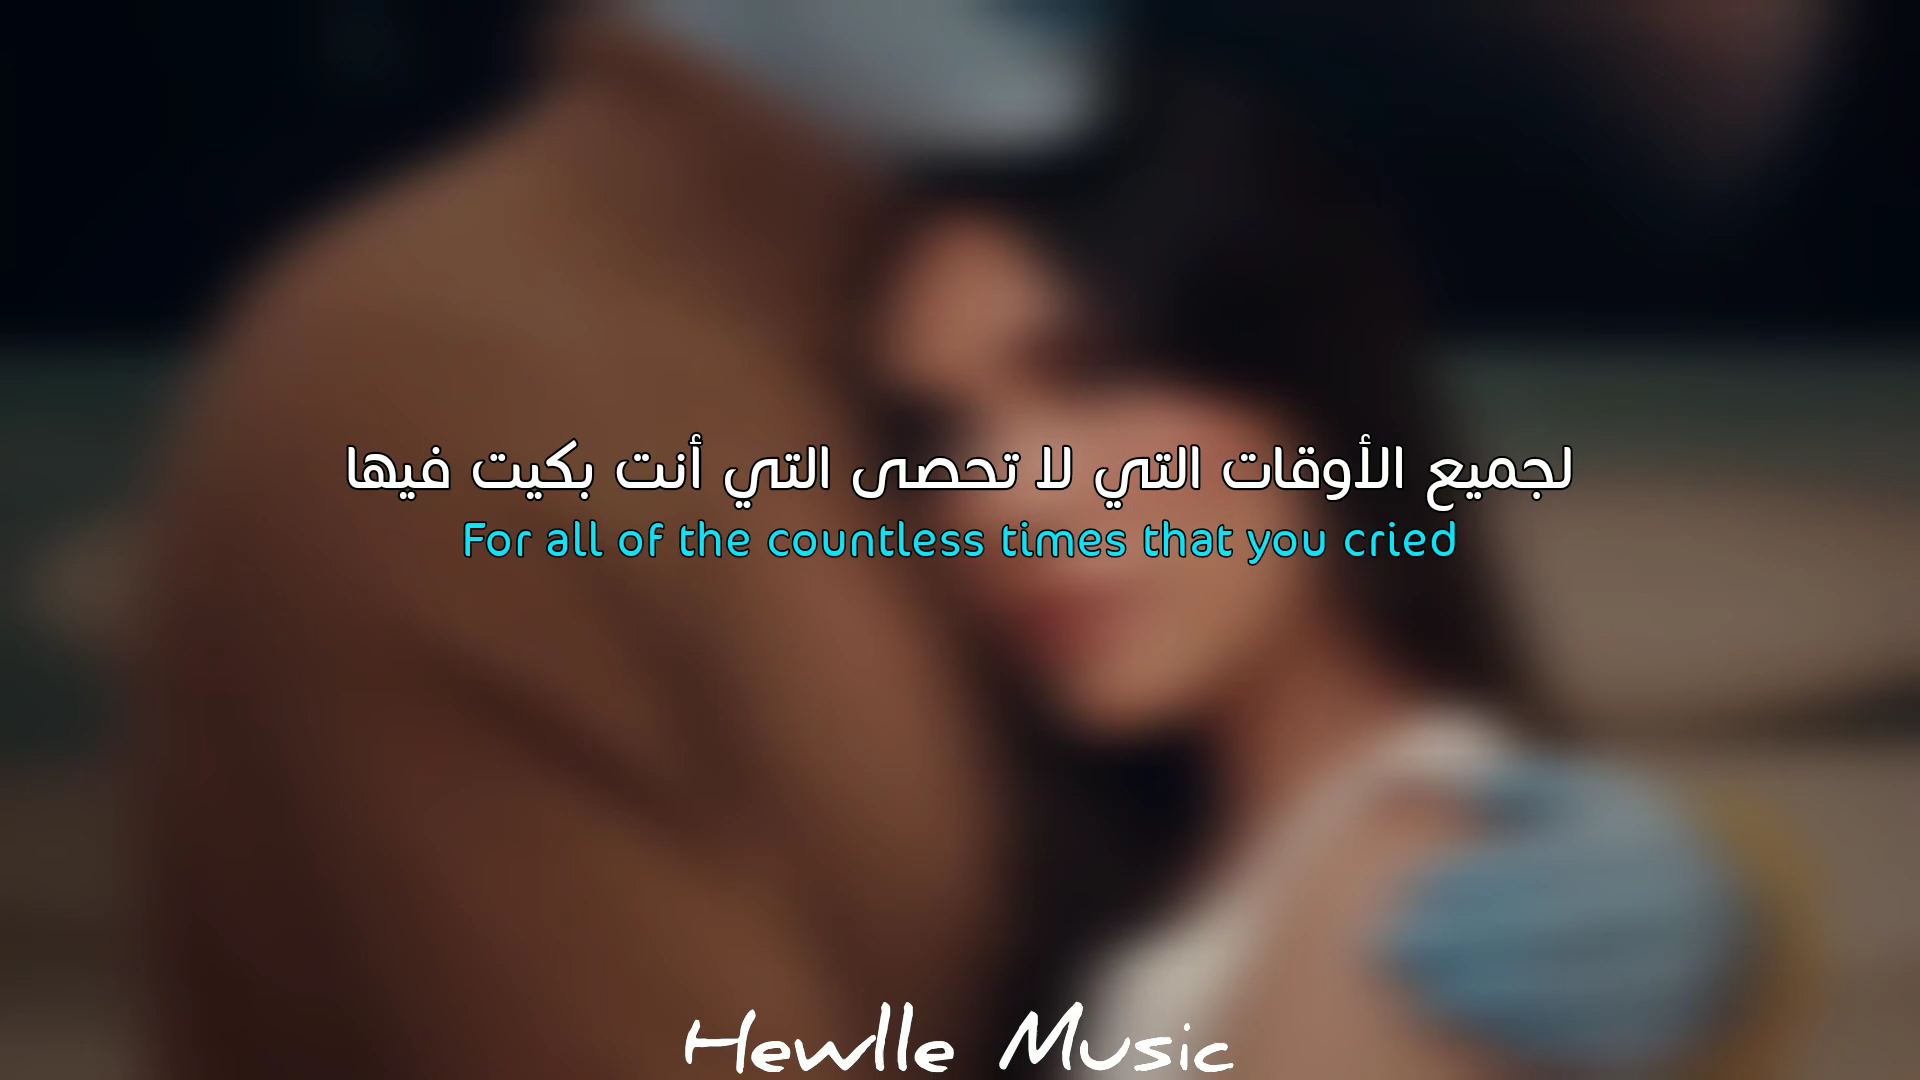 لجميع الأوقات التي لا تحصى التي أنت بكيت فيها
For all of the countless times that you cried
Hewlle Music